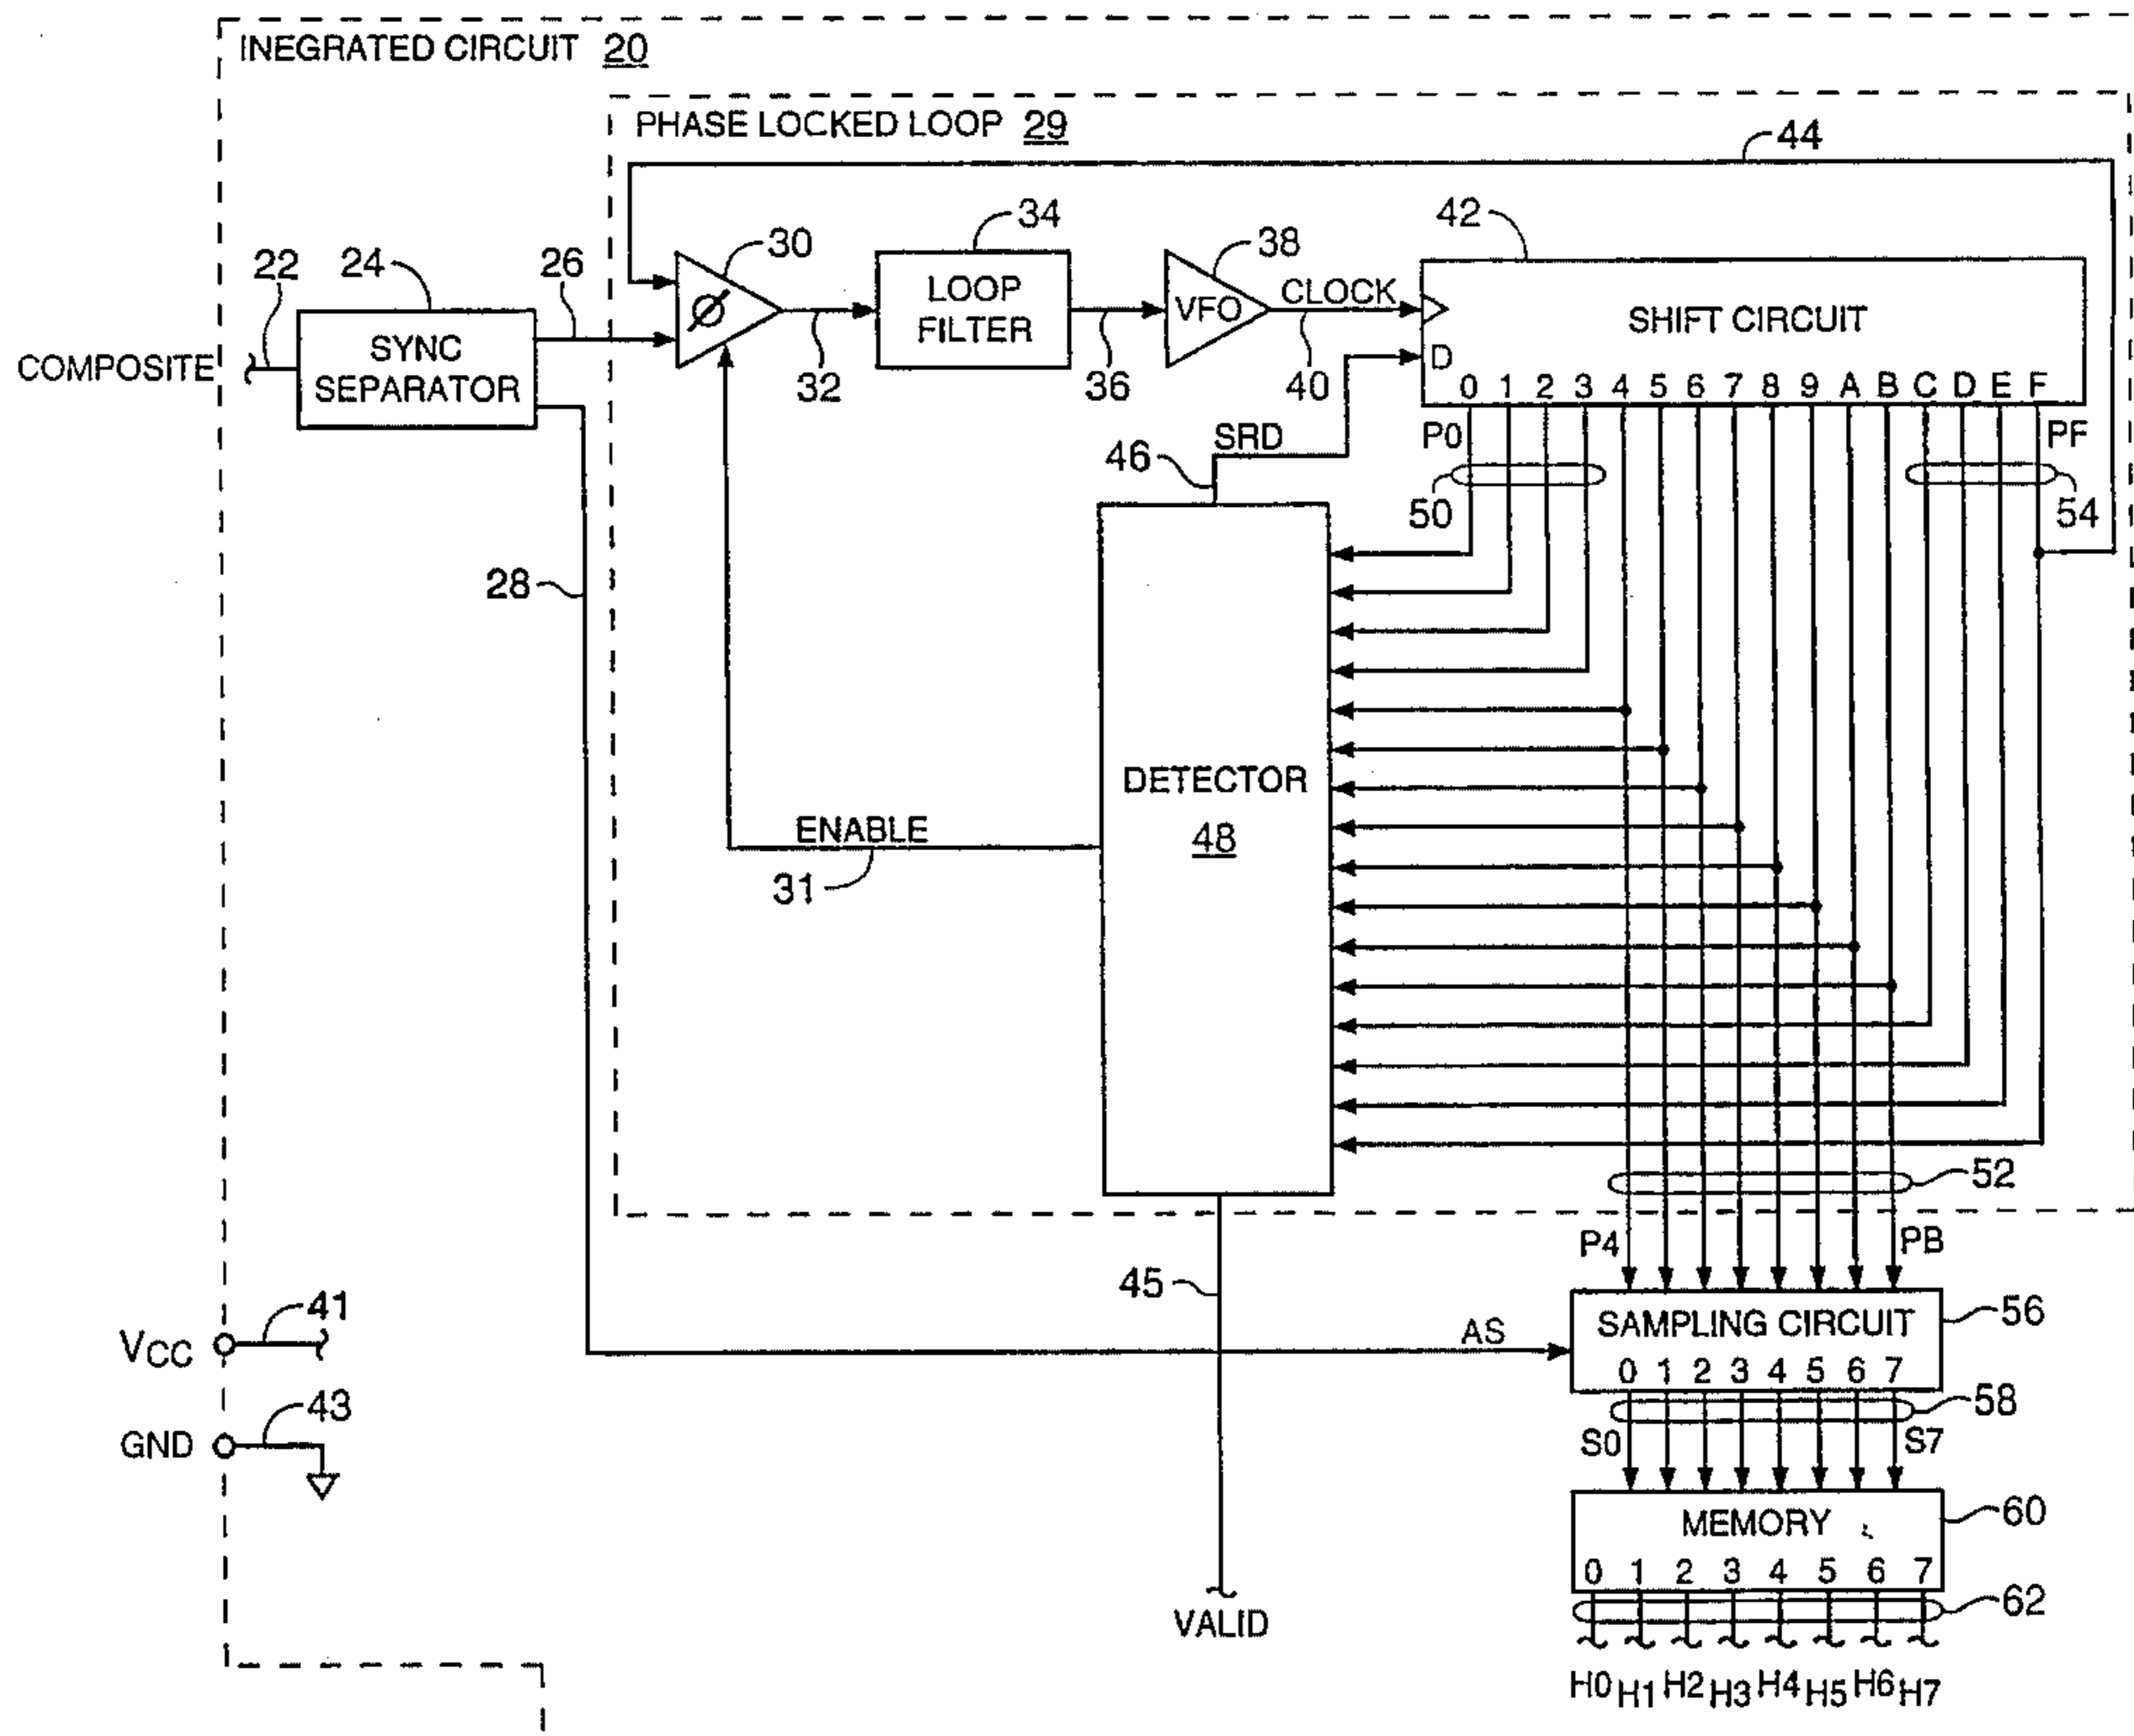 INEGRATED CIRCUIT 20
PHASE LOCKED LOOP 29
44
22
24
26
30
34
38
42
COMPOSITE
SYNC
SEPARATOR
Ø
LOOP
FILTER
VFO
CLOCK
SHIFT CIRCUIT
D
0 1 2 3 4 5 6 7 8 9 A B C D E F
32
36
40
P0
PF
SRD
46
50
54
28
DETECTOR
48
ENABLE
31
52
P4
PB
45
41
VCC
AS
SAMPLING CIRCUIT
56
0 1 2 3 4 5 6 7
43
GND
58
S0
S7
MEMORY
60
0 1 2 3 4 5 6 7
62
VALID
H0 H1 H2 H3 H4 H5 H6 H7